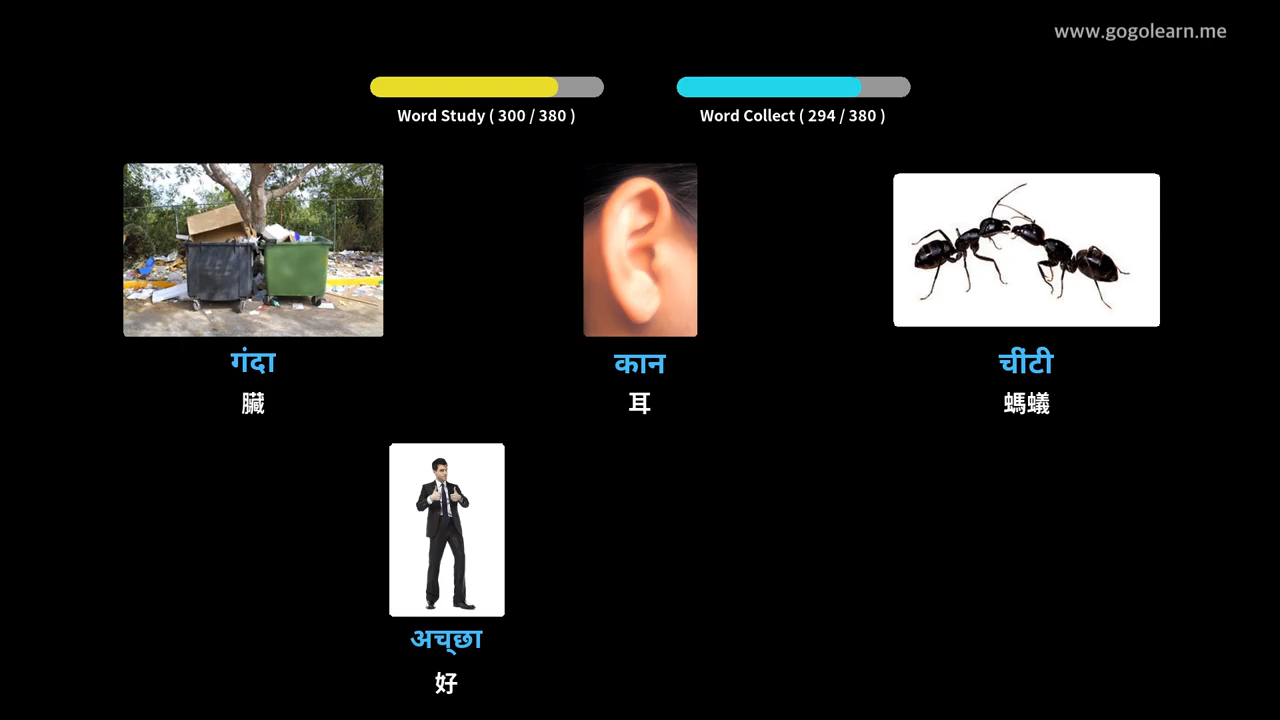 www.gogolearn.me
Word Study ( 300 / 380 )
Word Collect ( 294 / 380 )
गंदा
कान
चींटी
臟
耳
螞蟻
अच्छा
好